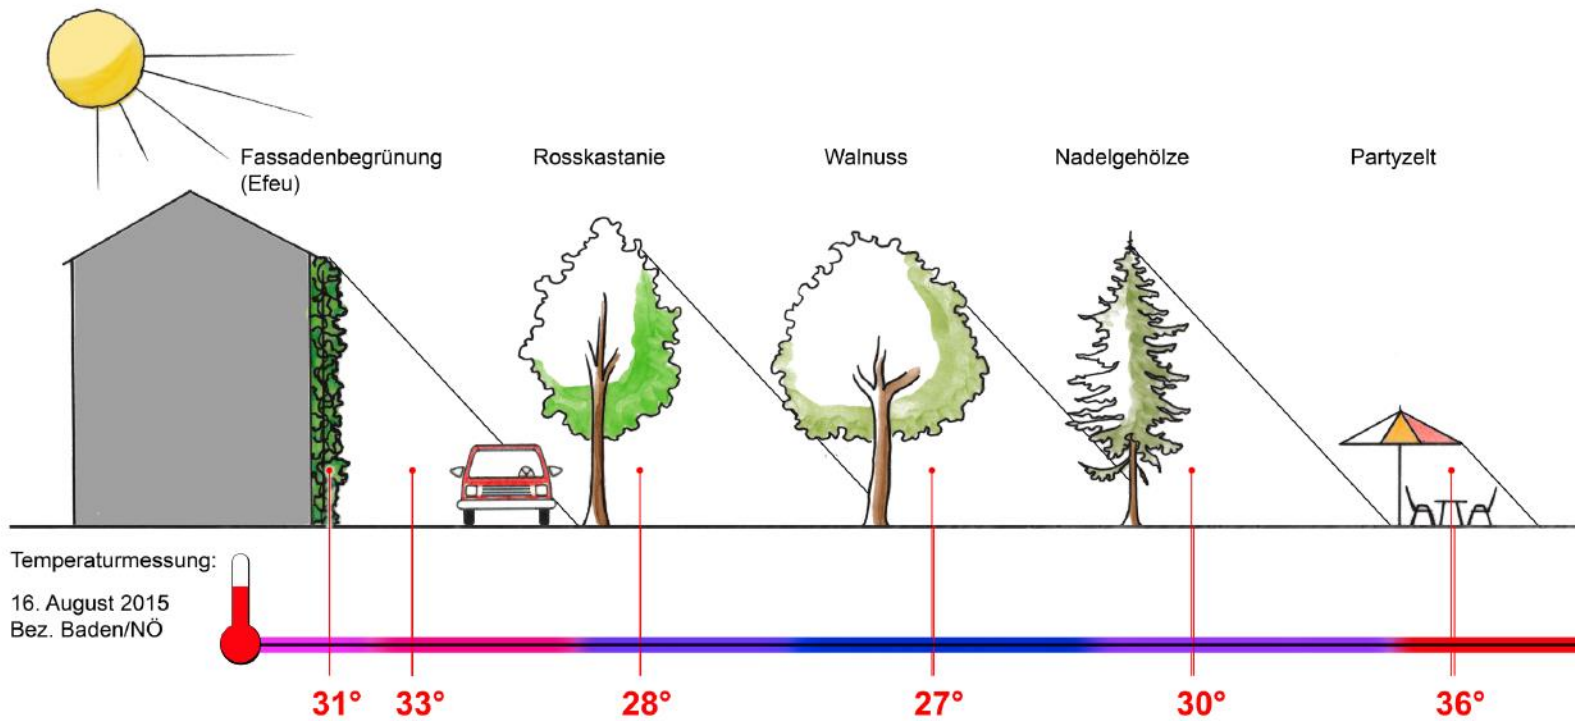 Fassadenbegrünung
(Efeu)
Rosskastanie
Walnuss
Nadelgehölze
Partyzelt
Temperaturmessung:
16. August 2015
Bez. Baden/NÖ
31° 33° 28° 27° 30° 36°